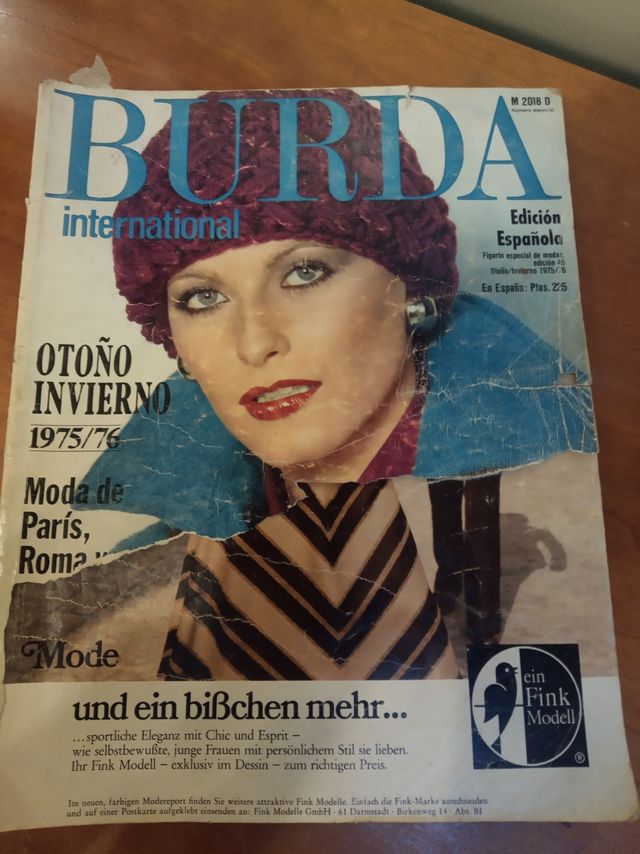 BURDA
international
M 2018 D
Número especial
Edición
Española
Figurín especial de modas,
edición
Otoño/Invierno 1975/76
En España: Ptas. 225
OTOÑO
INVIERNO
1975/76
Moda de
París,
Roma
Mode
und ein bißchen mehr...
...sportliche Eleganz mit Chic und Esprit –
wie selbstbewußte, junge Frauen mit persönlichem Stil sie lieben.
Ihr Fink Modell – exklusiv im Dessin – zum richtigen Preis.
ein
Fink
Modell
®
Im neuen, farbigen Modereport finden Sie weitere attraktive Fink Modelle. Einfach die Fink-Marke ausschneiden
und auf einer Postkarte aufgeklebt einsenden an: Fink Modelle GmbH · 61 Darmstadt · Birkenweg 14 · Abt. BI